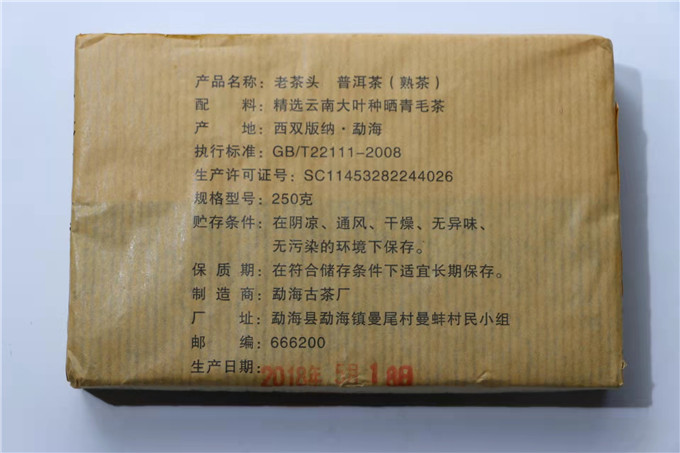 产品名称：老茶头　普洱茶（熟茶）
配　　料：精选云南大叶种晒青毛茶
产　　地：西双版纳·勐海
执行标准：GB/T22111-2008
生产许可证号：SC11453282244026
规格型号：250克
贮存条件：在阴凉、通风、干燥、无异味、
无污染的环境下保存。
保 质 期：在符合储存条件下适宜长期保存。
制 造 商：勐海古茶厂
厂　　址：勐海县勐海镇曼尾村曼蚌村民小组
邮　　编：666200
生产日期：2018年 月18日